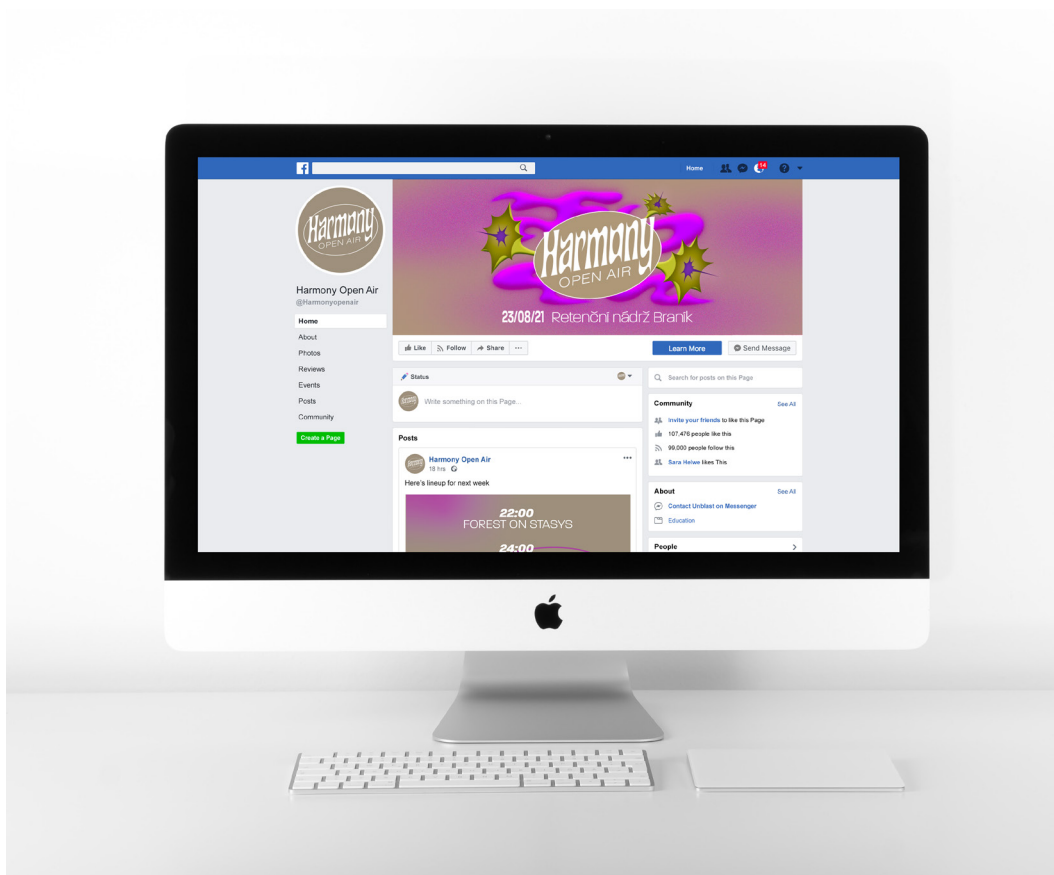 f
Home
14
?
Harmony
OPEN AIR
Harmony
OPEN AIR
23/08/21 Retenční nádrž Braník
Harmony Open Air
@Harmonyopenair
Home
About
Photos
Reviews
Events
Posts
Community
Create a Page
Like Follow Share ...
Learn More Send Message
Status
Write something on this Page...
Posts
Harmony Open Air
18 hrs
Here's lineup for next week
22:00
FOREST ON STASYS
24:00
Search for posts on this Page
Community See All
Invite your friends to like this Page
107,476 people like this
99,000 people follow this
Sara Helwe likes This
About See All
Contact Unblast on Messenger
Education
People